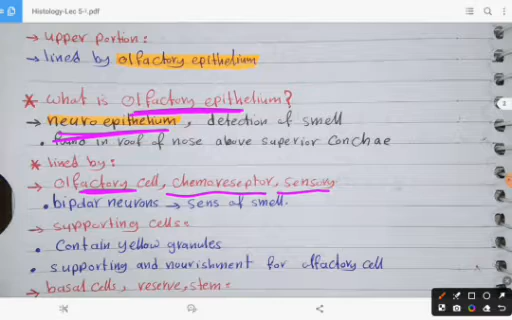 Histology-Lec 5-².pdf
→ upper portion:
→ lined by olfactory epithelium
* what is olfactory epithelium?
→ neuro epithelium, detection of smell
• found in roof of nose above superior conchae
* lined by:
→ olfactory cell, chemoreseptor, sensory
• bipolar neurons → sens of smell.
→ supporting cells:
• Contain yellow granules
• supporting and nourishment for olfactory cell
→ basal cells, reserve, stem: